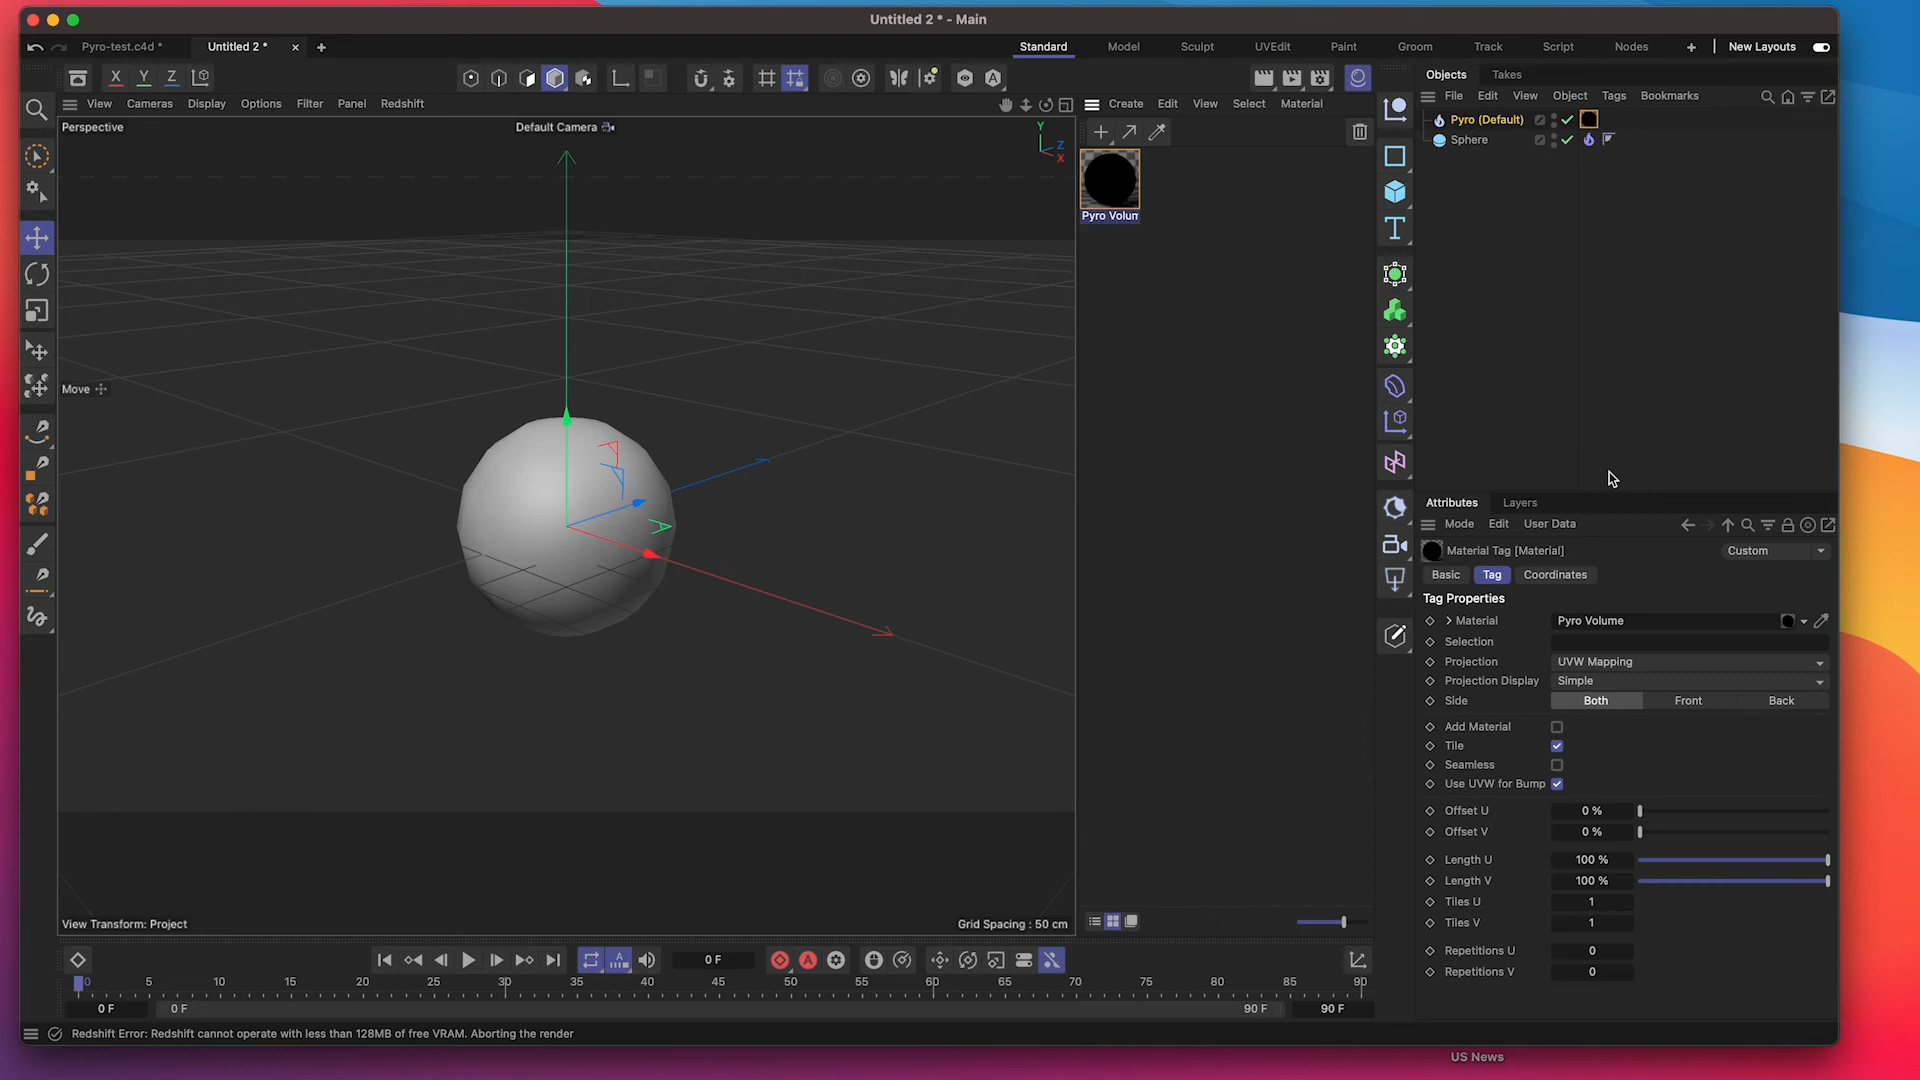 Untitled 2 * - Main
Pyro-test.c4d *
Untitled 2 *
Standard
Model
Sculpt
UVEdit
Paint
Groom
Track
Script
Nodes
New Layouts
X
Y
Z
View
Cameras
Display
Options
Filter
Panel
Redshift
Create
Edit
View
Select
Material
Perspective
Default Camera
Y
Z
X
Move
View Transform: Project
Grid Spacing : 50 cm
Pyro Volum
Objects
Takes
File
Edit
View
Object
Tags
Bookmarks
Pyro (Default)
Sphere
Attributes
Layers
Mode
Edit
User Data
Material Tag [Material]
Custom
Basic
Tag
Coordinates
Tag Properties
Material Pyro Volume
Selection
Projection UVW Mapping
Projection Display Simple
Side Both Front Back
Add Material
Tile
Seamless
Use UVW for Bump
Offset U 0 %
Offset V 0 %
Length U 100 %
Length V 100 %
Tiles U 1
Tiles V 1
Repetitions U 0
Repetitions V 0
0 F
0 5 10 15 20 25 30 35 40 45 50 55 60 65 70 75 80 85 90
0 F
0 F
90 F
90 F
Redshift Error: Redshift cannot operate with less than 128MB of free VRAM. Aborting the render
US News